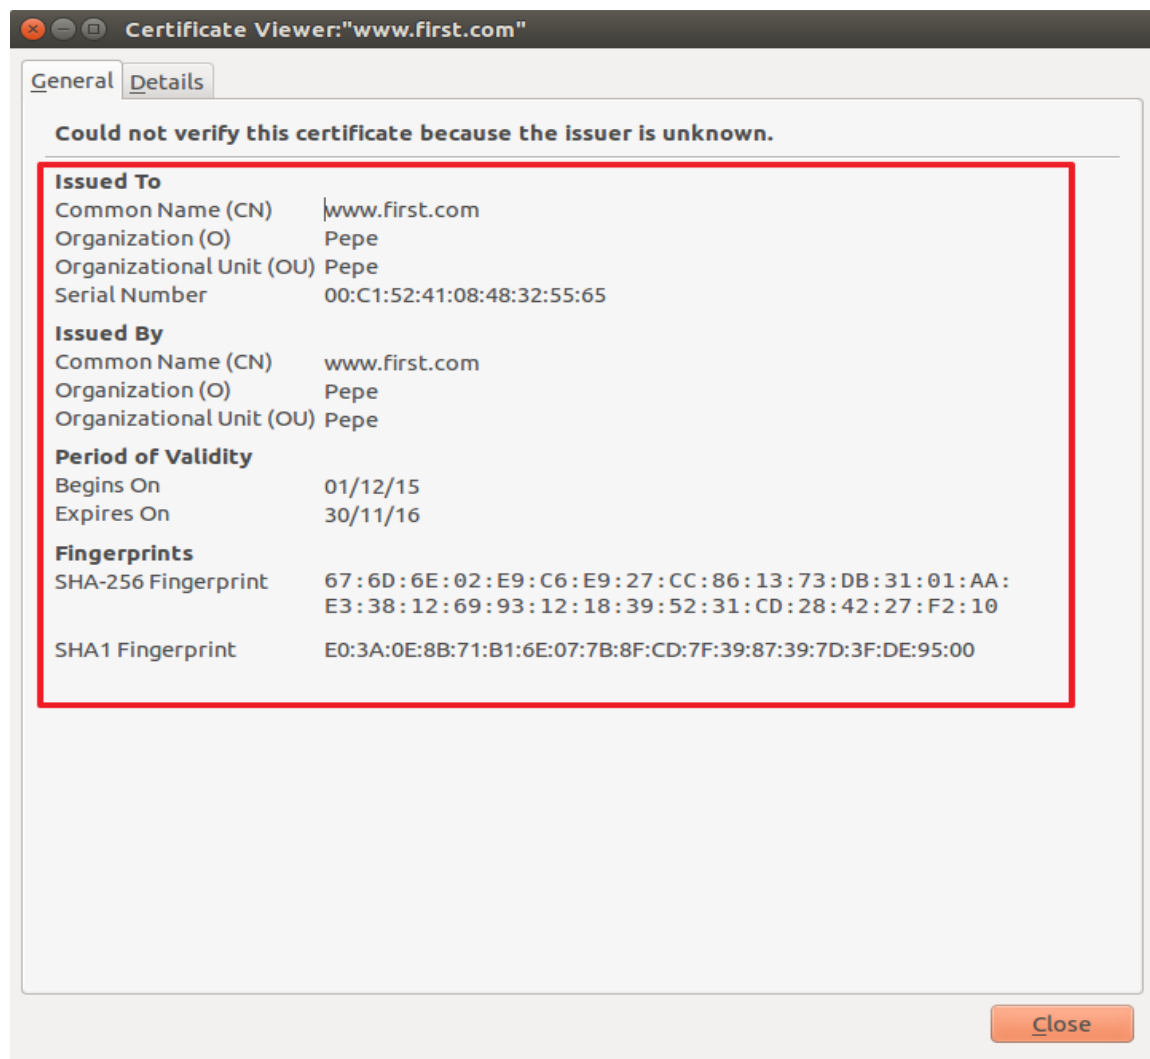 Certificate Viewer:"www.first.com"
General Details
Could not verify this certificate because the issuer is unknown.
Issued To
Common Name (CN) www.first.com
Organization (O) Pepe
Organizational Unit (OU) Pepe
Serial Number 00:C1:52:41:08:48:32:55:65
Issued By
Common Name (CN) www.first.com
Organization (O) Pepe
Organizational Unit (OU) Pepe
Period of Validity
Begins On 01/12/15
Expires On 30/11/16
Fingerprints
SHA-256 Fingerprint 67:6D:6E:02:E9:C6:E9:27:CC:86:13:73:DB:31:01:AA:
E3:38:12:69:93:12:18:39:52:31:CD:28:42:27:F2:10
SHA1 Fingerprint E0:3A:0E:8B:71:B1:6E:07:7B:8F:CD:7F:39:87:39:7D:3F:DE:95:00
Close